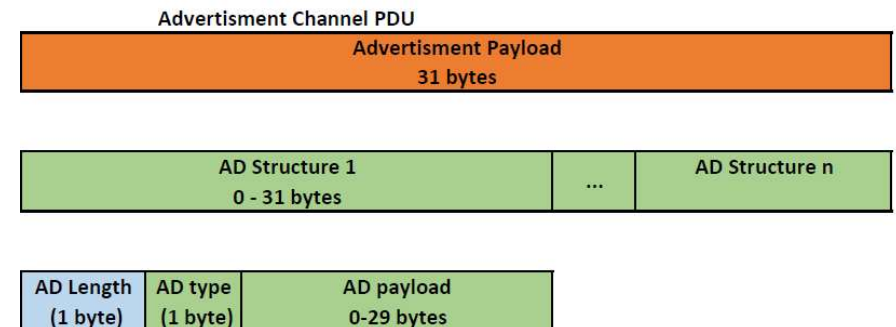 Advertisment Channel PDU
Advertisment Payload
31 bytes
AD Structure 1
0 - 31 bytes
...
AD Structure n
AD Length
(1 byte)
AD type
(1 byte)
AD payload
0-29 bytes